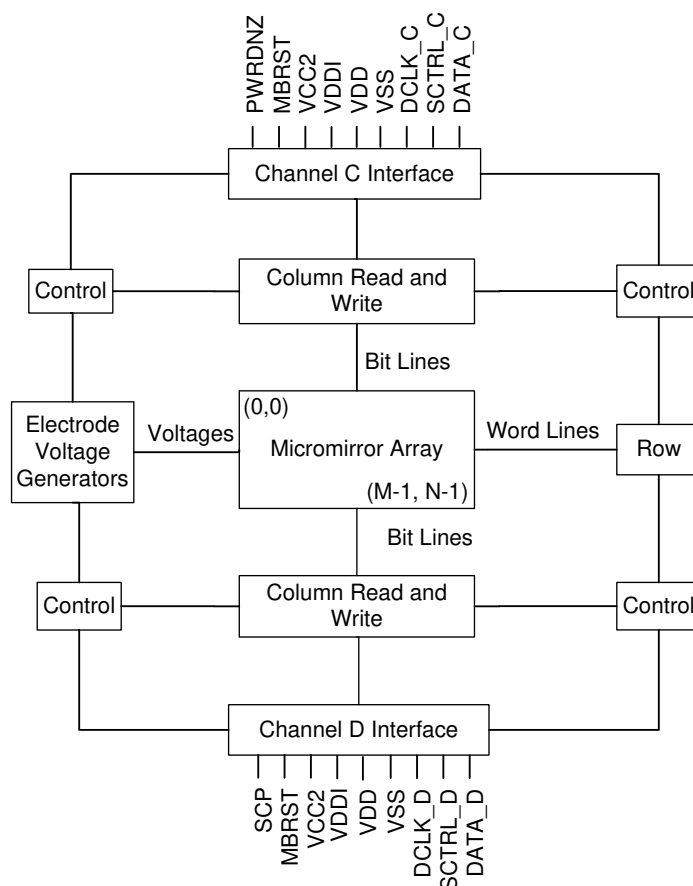 PWRDNZ
MBRST
VCC2
VDDI
VDD
VSS
DCLK_C
SCTRL_C
DATA_C
Channel C Interface
Control
Column Read and
Write
Control
Bit Lines
Electrode
Voltage
Generators
Voltages
(0,0)
Micromirror Array
(M-1, N-1)
Word Lines
Row
Bit Lines
Control
Column Read and
Write
Control
Channel D Interface
SCP
MBRST
VCC2
VDDI
VDD
VSS
DCLK_D
SCTRL_D
DATA_D